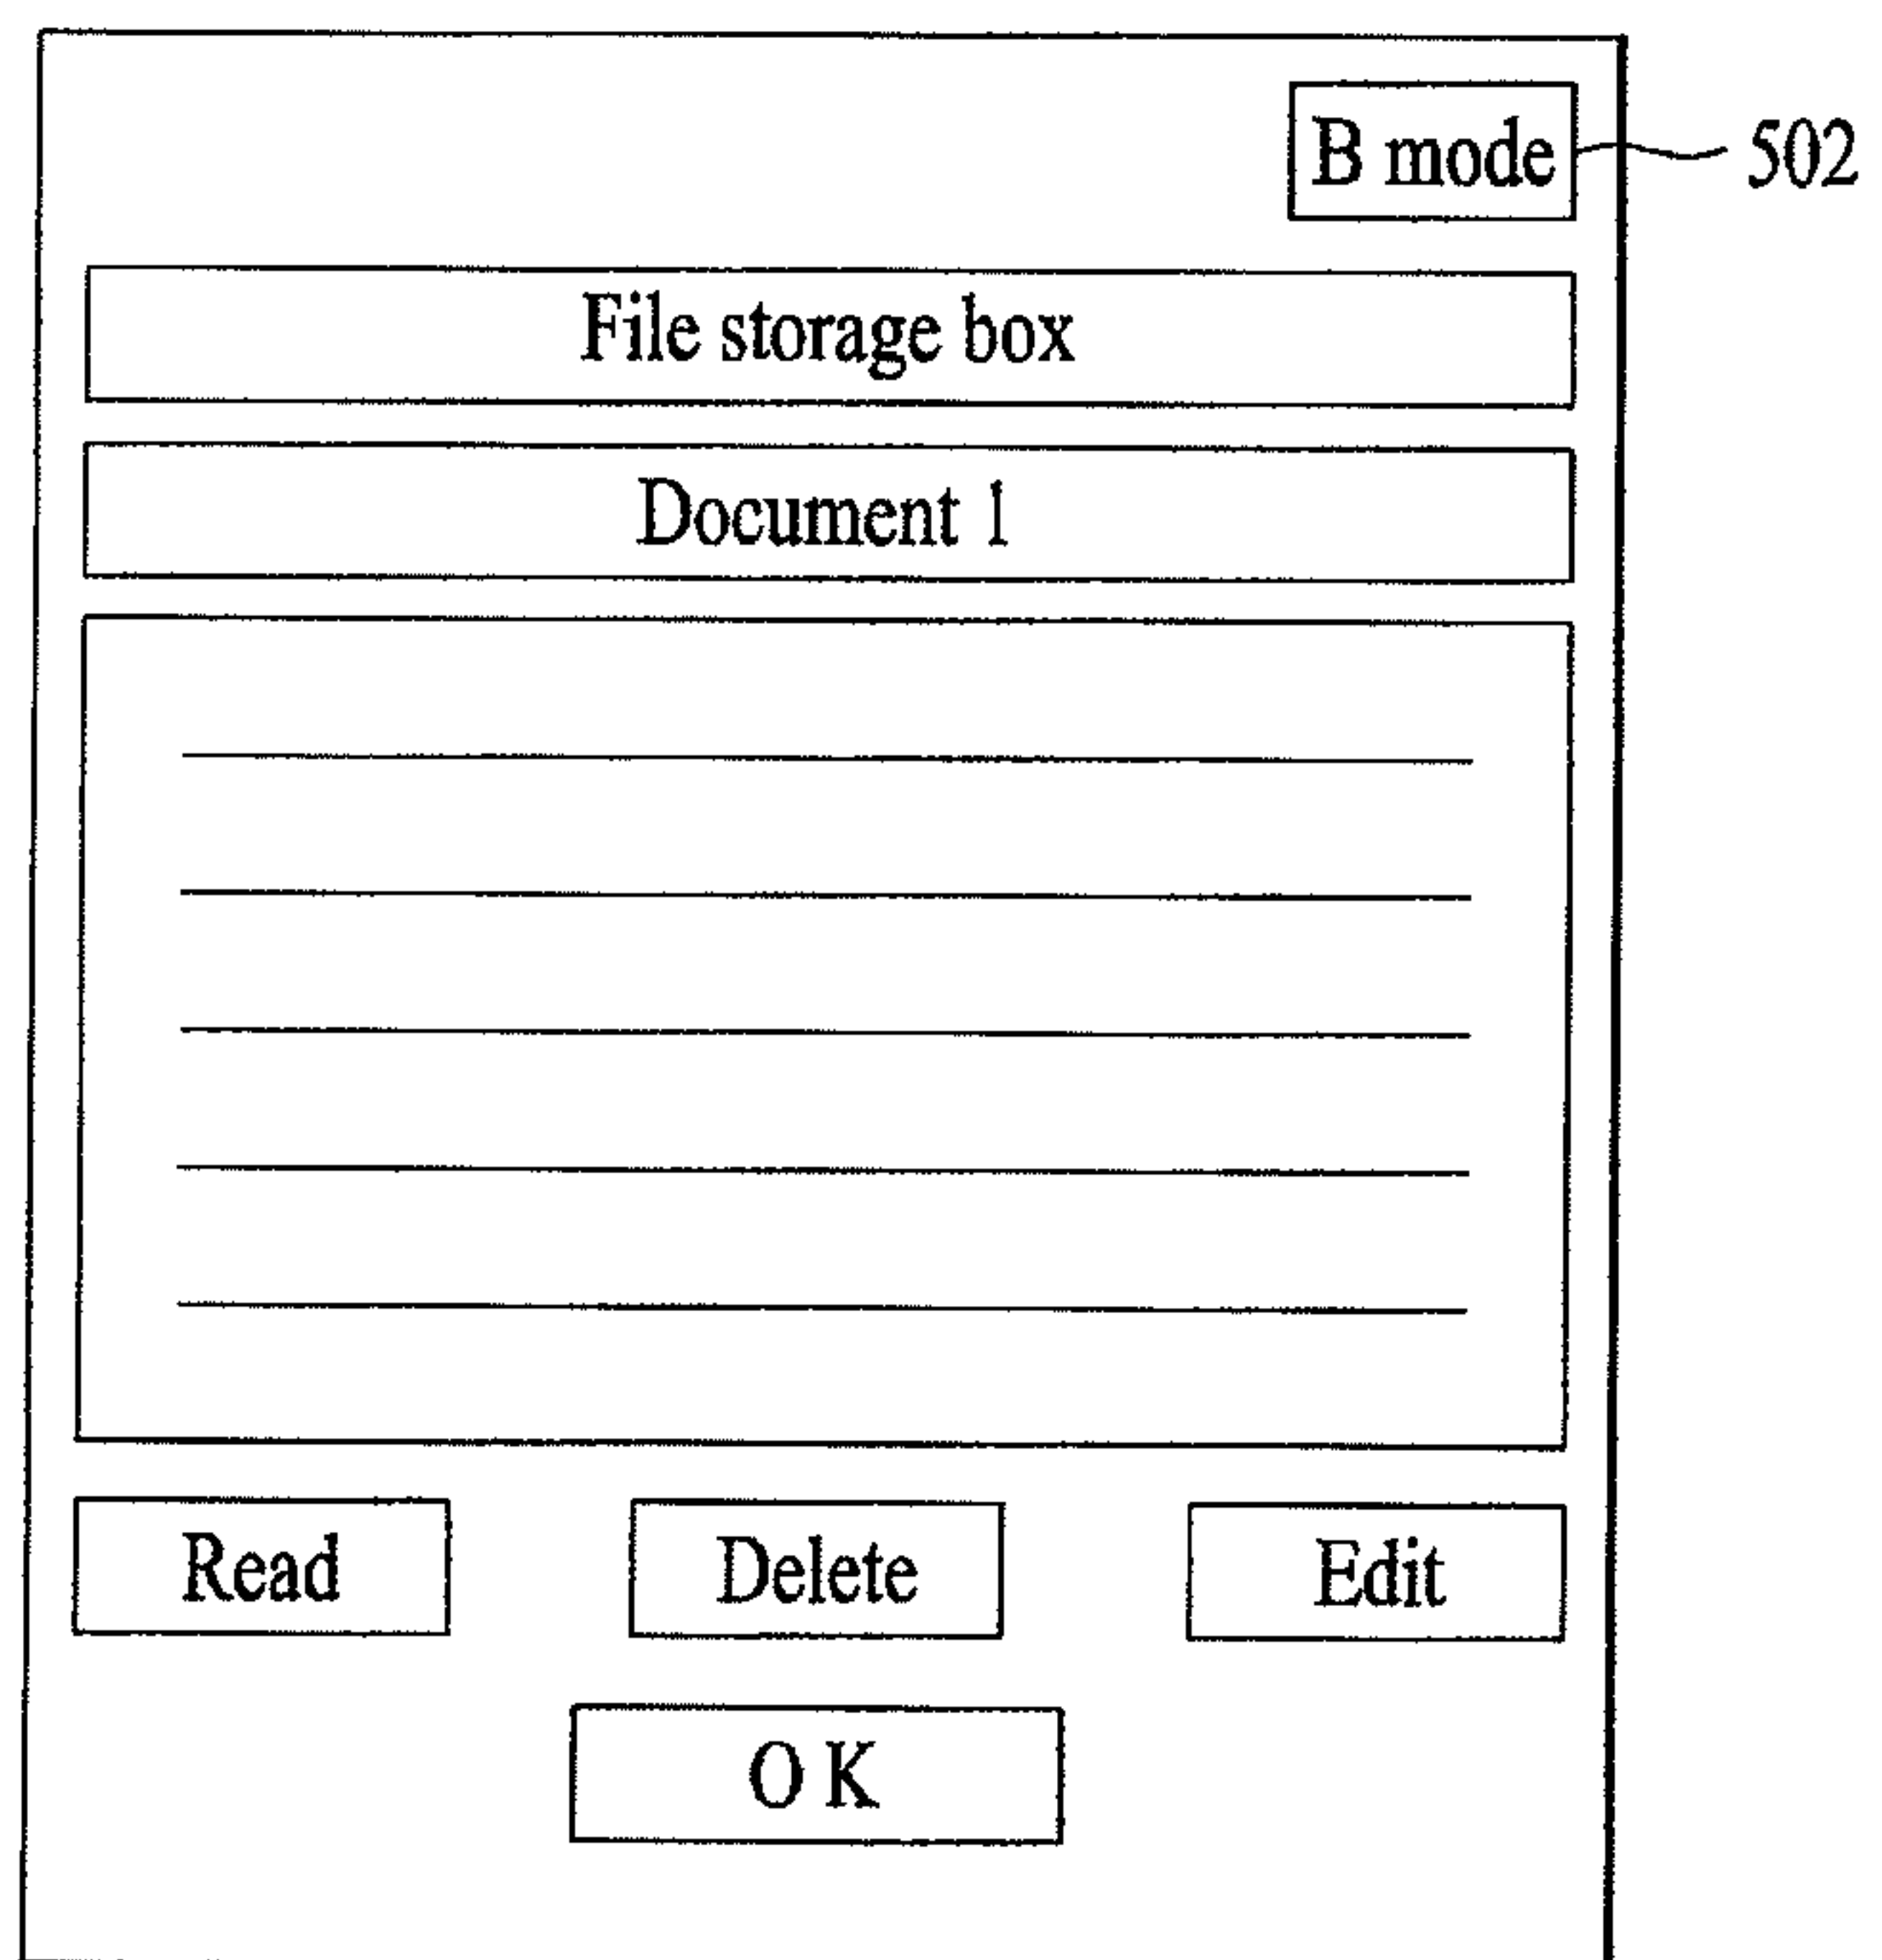 B mode 502
File storage box
Document 1
Read Delete Edit
O K